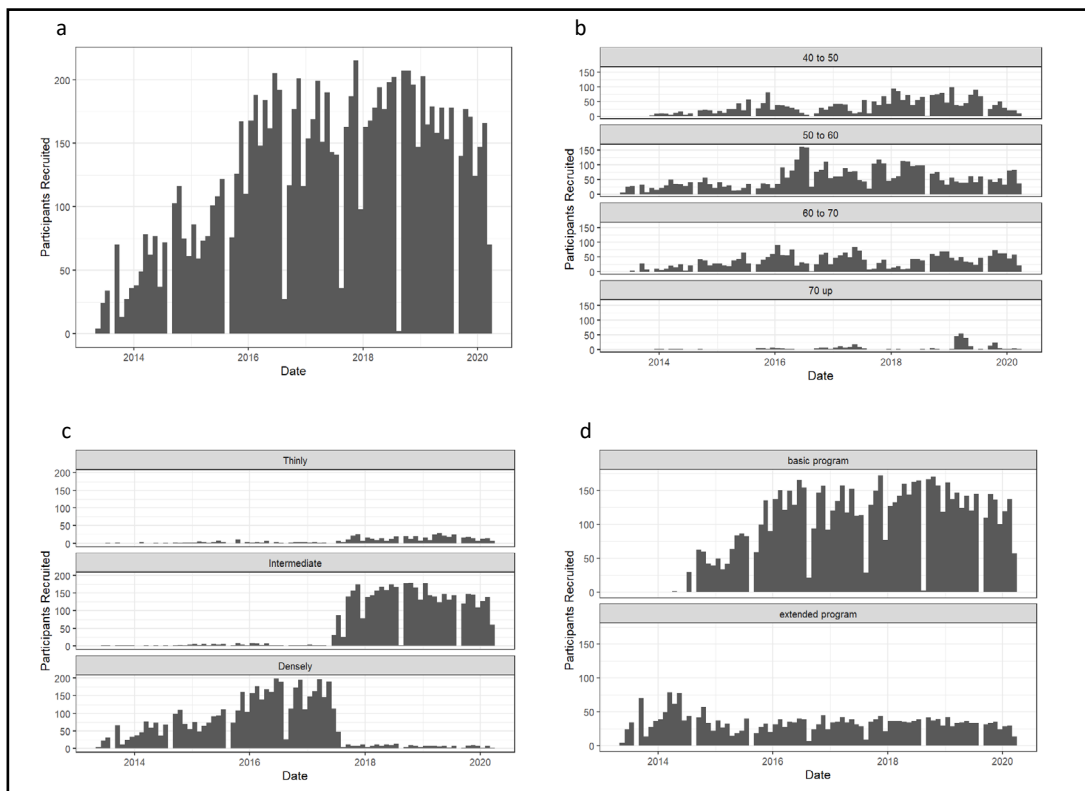 a
Participants Recruited
200
150
100
50
0
2014 2016 2018 2020
Date
b
Participants Recruited
40 to 50
150
100
50
0
50 to 60
150
100
50
0
60 to 70
150
100
50
0
70 up
150
100
50
0
2014 2016 2018 2020
Date
c
Participants Recruited
Thinly
200
150
100
50
0
Intermediate
200
150
100
50
0
Densely
200
150
100
50
0
2014 2016 2018 2020
Date
d
Participants Recruited
basic program
150
100
50
0
extended program
150
100
50
0
2014 2016 2018 2020
Date